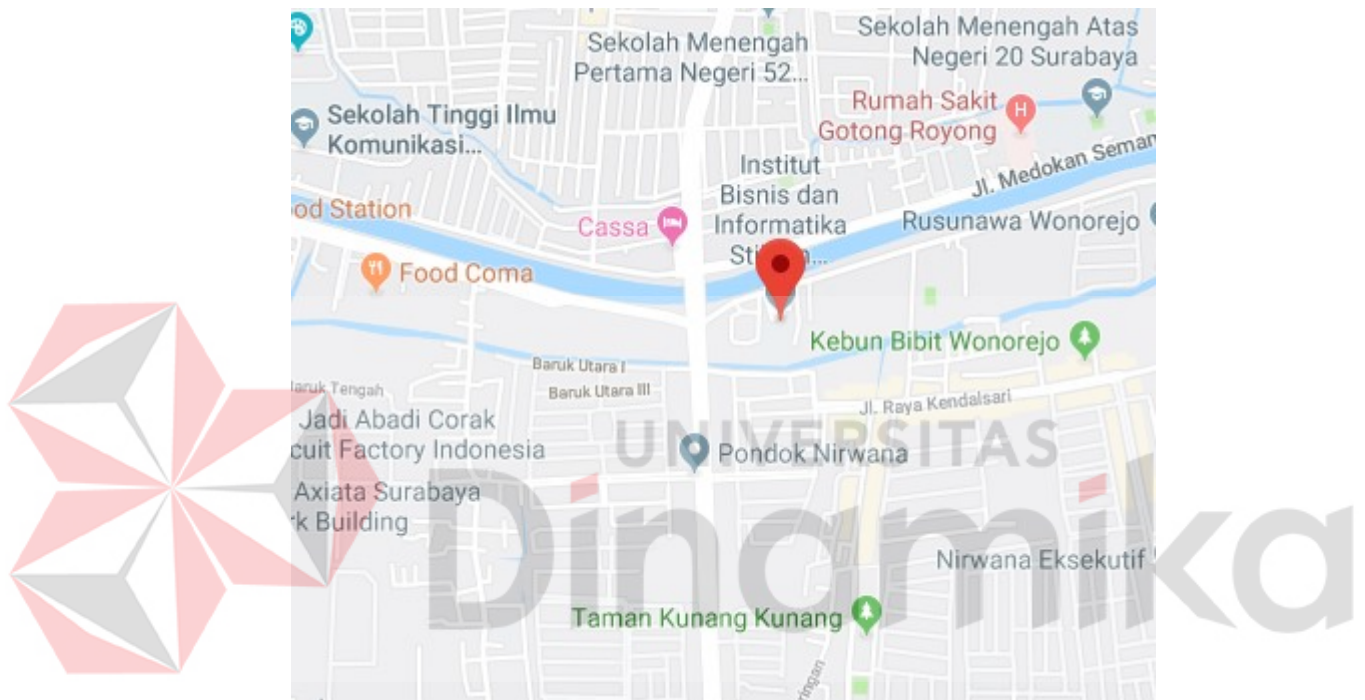 Sekolah Menengah
Pertama Negeri 52...
Sekolah Menengah Atas
Negeri 20 Surabaya
Rumah Sakit
Gotong Royong
H
Sekolah Tinggi Ilmu
Komunikasi...
Institut
Bisnis dan
Informatika
Jl. Medokan Seman
od Station
Cassa
Rusunawa Wonorejo
Food Coma
Kebun Bibit Wonorejo
Baruk Utara I
Baruk Utara III
Baruk Tengah
Jl. Raya Kendalsari
Jadi Abadi Corak
cuit Factory Indonesia
UNIVERSITAS
Pondok Nirwana
Axiata Surabaya
rk Building
Dinamika
Nirwana Eksekutif
Taman Kunang Kunang